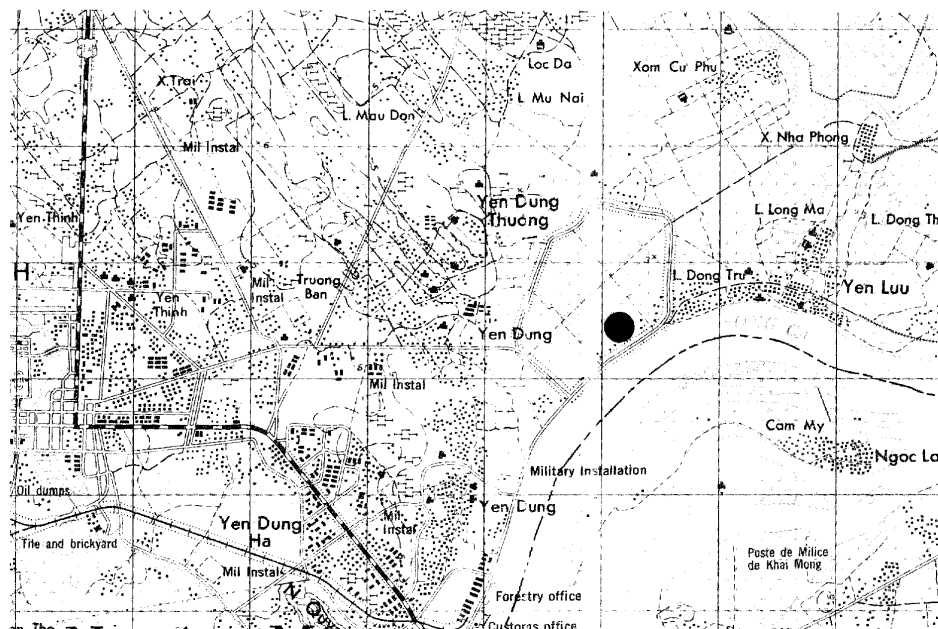 Loc Da
Xom Cu Phu
X. Trai
L. Mu Nai
L. Mau Don
X. Nha Phong
Mil Instal
Yen Dung
Thuong
Yen Thinh
L. Long Ma
L. Dong Th
H
Mil
Instal
Truong
Ban
L. Dong Tru
Yen Luu
Yen
Thinh
Yen Dung
Mil Instal
Cam My
Ngoc La
Military Installation
Oil dumps
Yen Dung
Yen Dung
Ha
Mil
Instal
Tile and brickyard
Mil Instal
Poste de Milice
de Khai Mong
Forestry office
Customs office